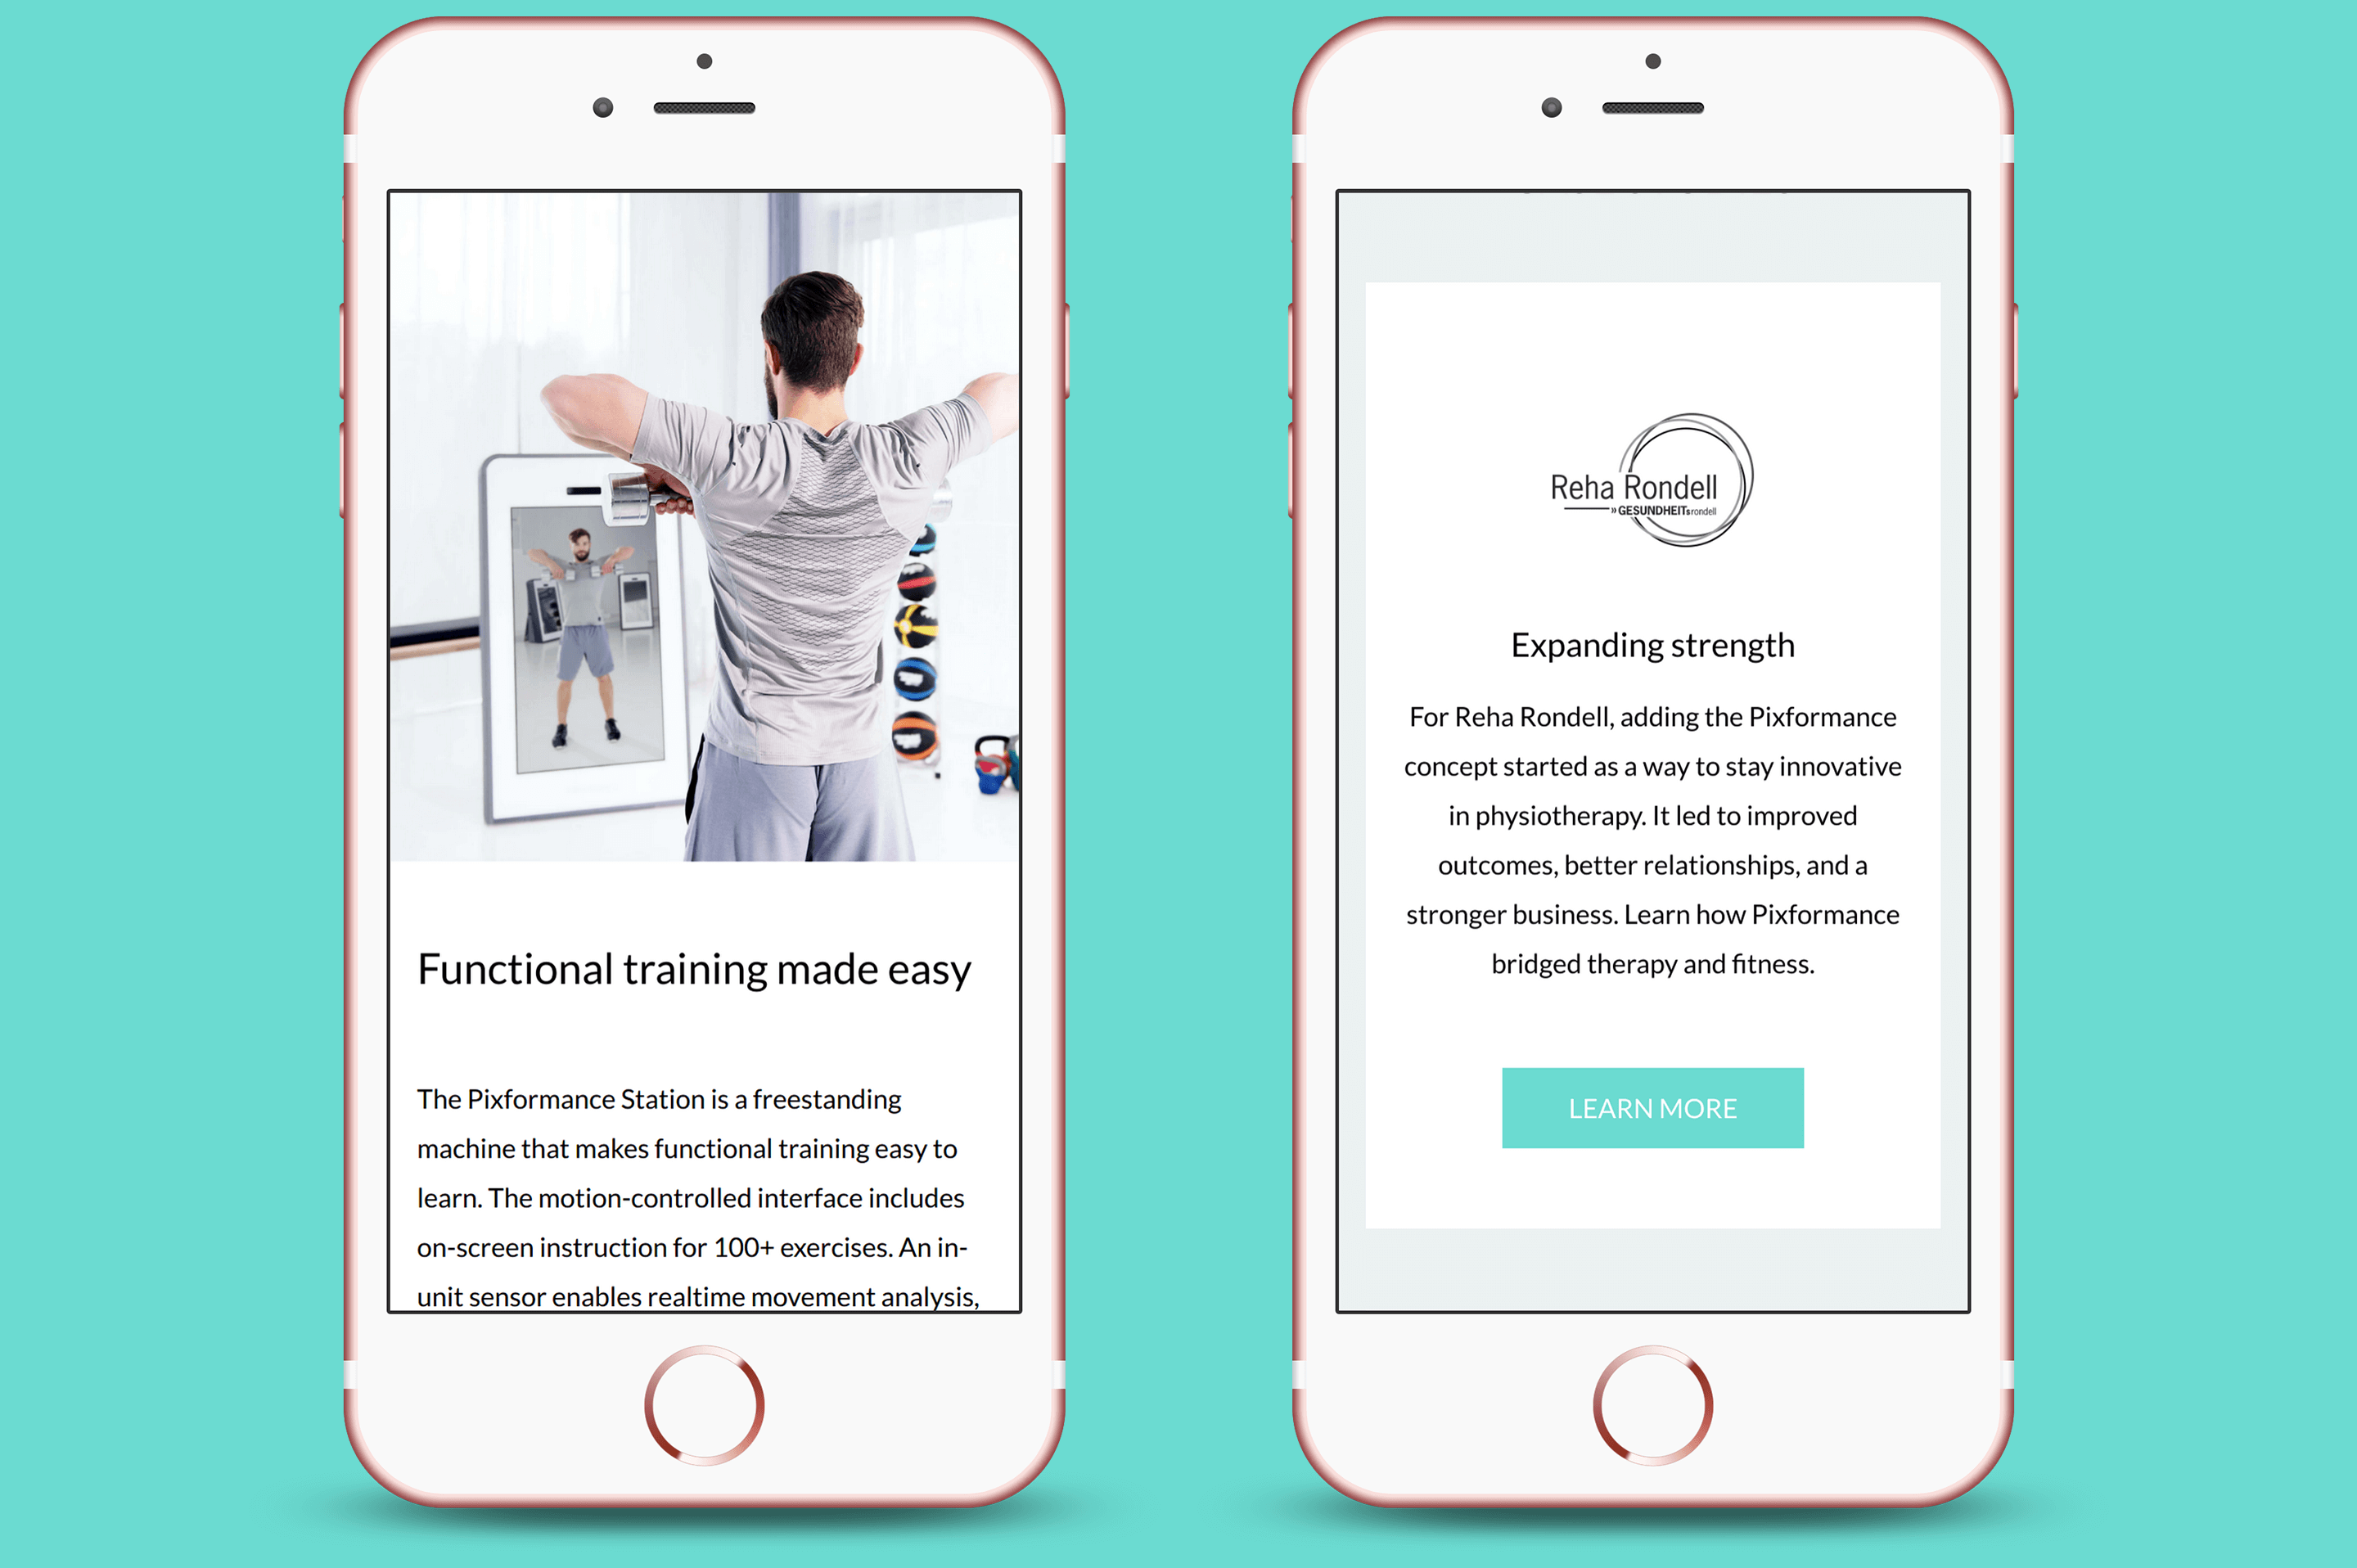 Functional training made easy
The Pixformance Station is a freestanding
machine that makes functional training easy to
learn. The motion-controlled interface includes
on-screen instruction for 100+ exercises. An in-
unit sensor enables realtime movement analysis,
Reha Rondell
» GESUNDHEITsrondell
Expanding strength
For Reha Rondell, adding the Pixformance
concept started as a way to stay innovative
in physiotherapy. It led to improved
outcomes, better relationships, and a
stronger business. Learn how Pixformance
bridged therapy and fitness.
LEARN MORE